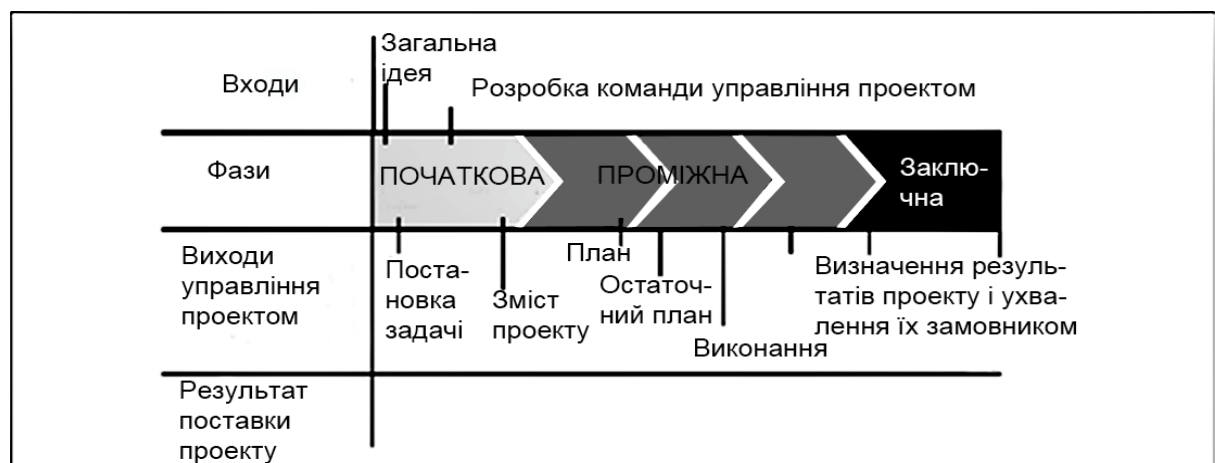 Загальна
ідея
Входи
Розробка команди управління проектом
Фази
ПОЧАТКОВА
ПРОМІЖНА
Заклю-
чна
Виходи
управління
проектом
Поста-
новка
задачі
Зміст
проекту
План
Остаточ-
ний план
Виконання
Визначення резуль-
татів проекту і ухва-
лення їх замовником
Результат
поставки
проекту